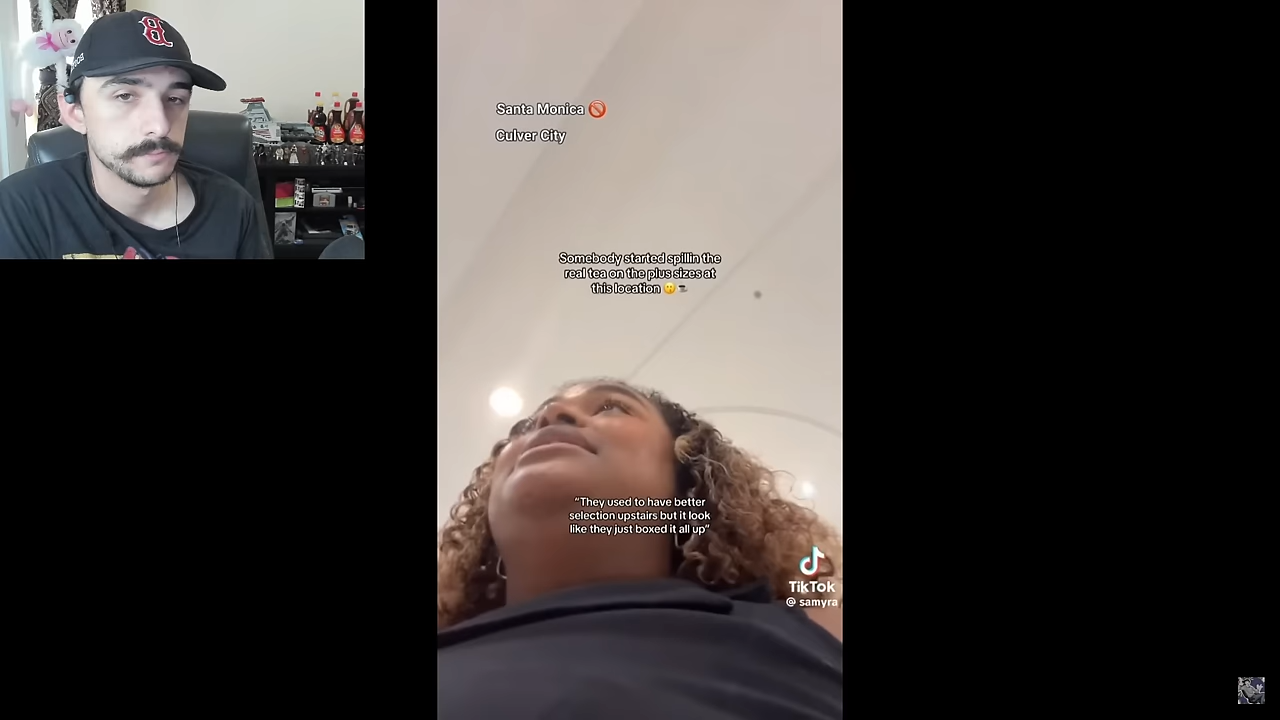 B
Santa Monica 🚫
Culver City
Somebody started spillin the
real tea on the plus sizes at
this location 🤫☕
"They used to have better
selection upstairs but it look
like they just boxed it all up"
TikTok
@ samyra